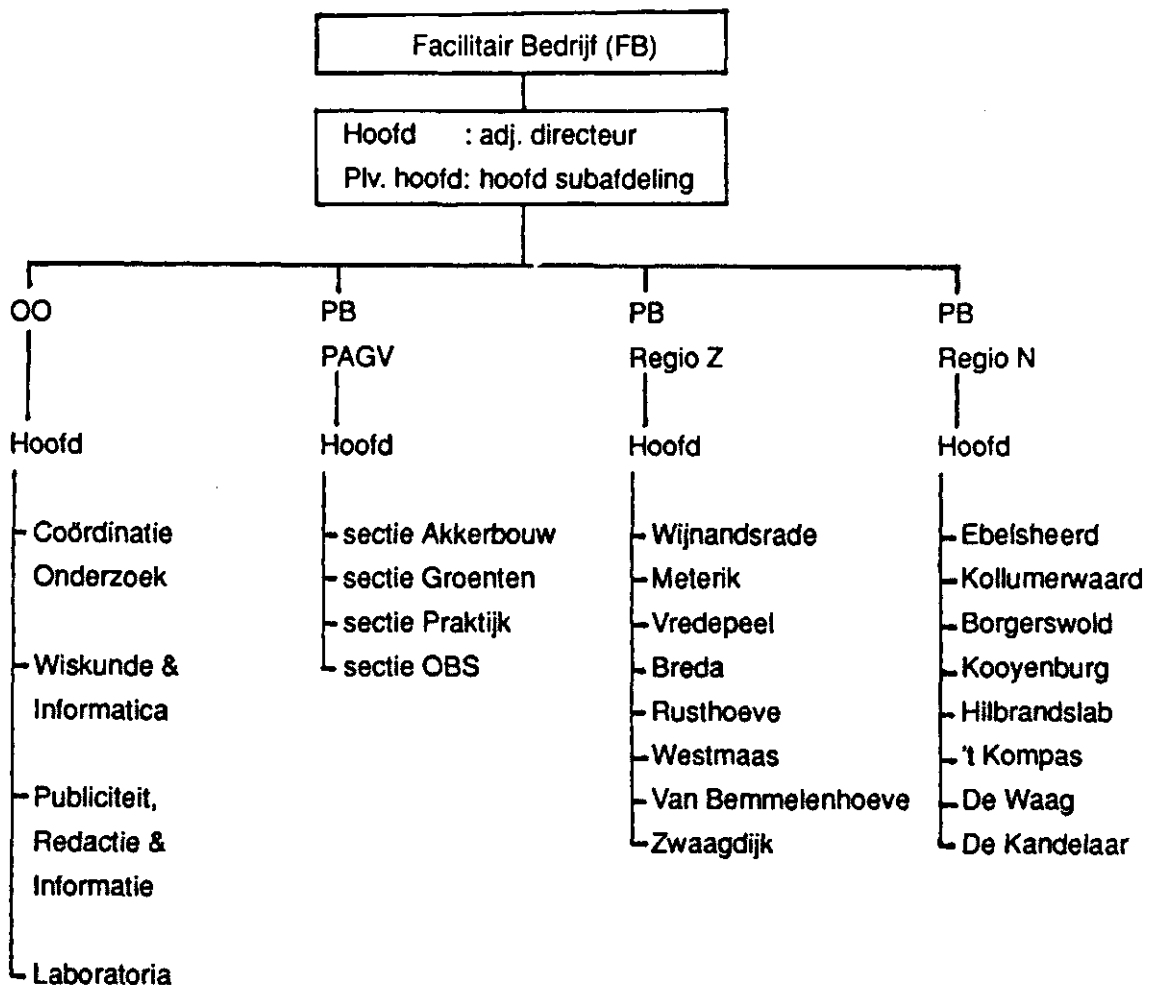 Facilitair Bedrijf (FB)
Hoofd : adj. directeur
Plv. hoofd: hoofd subafdeling
OO
Hoofd
Coördinatie
Onderzoek
Wiskunde &
Informatica
Publiciteit,
Redactie &
Informatie
Laboratoria
PB
PAGV
Hoofd
sectie Akkerbouw
sectie Groenten
sectie Praktijk
sectie OBS
PB
Regio Z
Hoofd
Wijnandsrade
Meterik
Vredepeel
Breda
Rusthoeve
Westmaas
Van Bemmelenhoeve
Zwaagdijk
PB
Regio N
Hoofd
Ebelsheerd
Kollumerwaard
Borgerswold
Kooyenburg
Hilbrandslab
't Kompas
De Waag
De Kandelaar